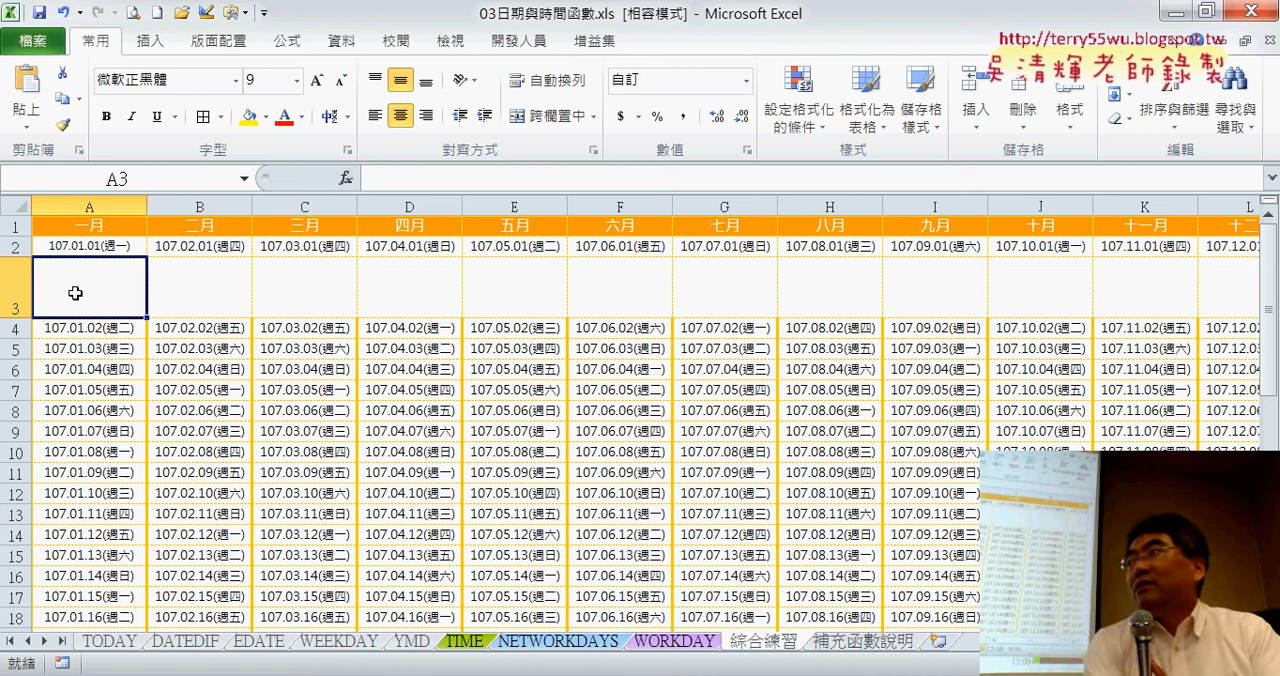 03日期與時間函數.xls [相容模式] - Microsoft Excel
檔案 常用 插入 版面配置 公式 資料 校閱 檢視 開發人員 增益集
http://terry55wu.blogspot.tw
吳清輝老師錄製
微軟正黑體 9 自動換列 自訂
貼上 跨欄置中 設定格式化的條件 格式化為表格 儲存格樣式 插入 刪除 格式 排序與篩選 尋找與選取
剪貼簿 字型 對齊方式 數值 樣式 儲存格 編輯
A3 fx
A B C D E F G H I J K L
1 一月 二月 三月 四月 五月 六月 七月 八月 九月 十月 十一月 十二
2 107.01.01(週一) 107.02.01(週四) 107.03.01(週四) 107.04.01(週日) 107.05.01(週二) 107.06.01(週五) 107.07.01(週日) 107.08.01(週三) 107.09.01(週六) 107.10.01(週一) 107.11.01(週四) 107.12.0
3
4 107.01.02(週二) 107.02.02(週五) 107.03.02(週五) 107.04.02(週一) 107.05.02(週三) 107.06.02(週六) 107.07.02(週一) 107.08.02(週四) 107.09.02(週日) 107.10.02(週二) 107.11.02(週五) 107.12.02
5 107.01.03(週三) 107.02.03(週六) 107.03.03(週六) 107.04.03(週二) 107.05.03(週四) 107.06.03(週日) 107.07.03(週二) 107.08.03(週五) 107.09.03(週一) 107.10.03(週三) 107.11.03(週六) 107.12.03
6 107.01.04(週四) 107.02.04(週日) 107.03.04(週日) 107.04.04(週三) 107.05.04(週五) 107.06.04(週一) 107.07.04(週三) 107.08.04(週六) 107.09.04(週二) 107.10.04(週四) 107.11.04(週日) 107.12.04
7 107.01.05(週五) 107.02.05(週一) 107.03.05(週一) 107.04.05(週四) 107.05.05(週六) 107.06.05(週二) 107.07.05(週四) 107.08.05(週日) 107.09.05(週三) 107.10.05(週五) 107.11.05(週一) 107.12.05
8 107.01.06(週六) 107.02.06(週二) 107.03.06(週二) 107.04.06(週五) 107.05.06(週日) 107.06.06(週三) 107.07.06(週五) 107.08.06(週一) 107.09.06(週四) 107.10.06(週六) 107.11.06(週二) 107.12.06
9 107.01.07(週日) 107.02.07(週三) 107.03.07(週三) 107.04.07(週六) 107.05.07(週一) 107.06.07(週四) 107.07.07(週六) 107.08.07(週二) 107.09.07(週五) 107.10.07(週日) 107.11.07(週三) 107.12.07
10 107.01.08(週一) 107.02.08(週四) 107.03.08(週四) 107.04.08(週日) 107.05.08(週二) 107.06.08(週五) 107.07.08(週日) 107.08.08(週三) 107.09.08(週六)
11 107.01.09(週二) 107.02.09(週五) 107.03.09(週五) 107.04.09(週一) 107.05.09(週三) 107.06.09(週六) 107.07.09(週一) 107.08.09(週四) 107.09.09(週日)
12 107.01.10(週三) 107.02.10(週六) 107.03.10(週六) 107.04.10(週二) 107.05.10(週四) 107.06.10(週日) 107.07.10(週二) 107.08.10(週五) 107.09.10(週一)
13 107.01.11(週四) 107.02.11(週日) 107.03.11(週日) 107.04.11(週三) 107.05.11(週五) 107.06.11(週一) 107.07.11(週三) 107.08.11(週六) 107.09.11(週二)
14 107.01.12(週五) 107.02.12(週一) 107.03.12(週一) 107.04.12(週四) 107.05.12(週六) 107.06.12(週二) 107.07.12(週四) 107.08.12(週日) 107.09.12(週三)
15 107.01.13(週六) 107.02.13(週二) 107.03.13(週二) 107.04.13(週五) 107.05.13(週日) 107.06.13(週三) 107.07.13(週五) 107.08.13(週一) 107.09.13(週四)
16 107.01.14(週日) 107.02.14(週三) 107.03.14(週三) 107.04.14(週六) 107.05.14(週一) 107.06.14(週四) 107.07.14(週六) 107.08.14(週二) 107.09.14(週五)
17 107.01.15(週一) 107.02.15(週四) 107.03.15(週四) 107.04.15(週日) 107.05.15(週二) 107.06.15(週五) 107.07.15(週日) 107.08.15(週三) 107.09.15(週六)
18 107.01.16(週二) 107.02.16(週五) 107.03.16(週五) 107.04.16(週一) 107.05.16(週三) 107.06.16(週六) 107.07.16(週一) 107.08.16(週四) 107.09.16(週日)
TODAY DATEDIF EDATE WEEKDAY YMD TIME NETWORKDAYS WORKDAY 綜合練習 補充函數說明
就緒